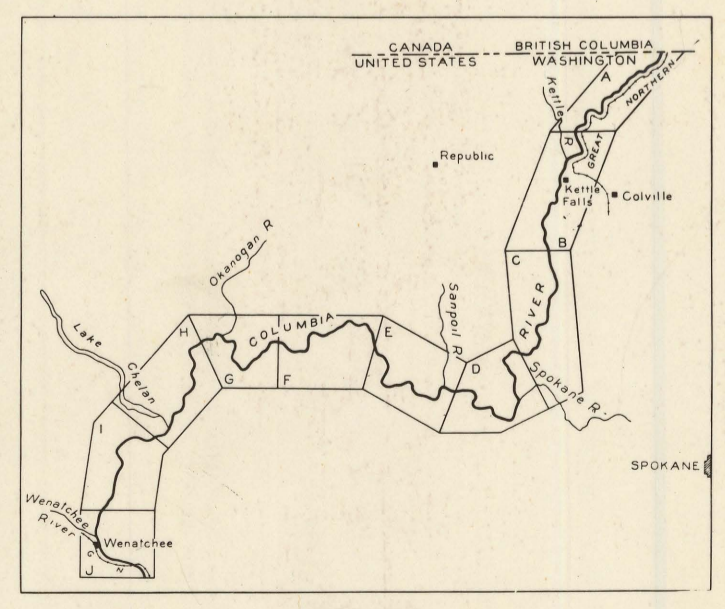 CANADA
BRITISH COLUMBIA
UNITED STATES
WASHINGTON
A
NORTHERN
Kettle
R
GREAT
Republic
Kettle
Falls
Colville
B
C
RIVER
Okanogan R
Sanpoil R
COLUMBIA
Lake
Chelan
H
E
G
F
D
Spokane R.
I
SPOKANE
Wenatchee
River
Wenatchee
G
N
J